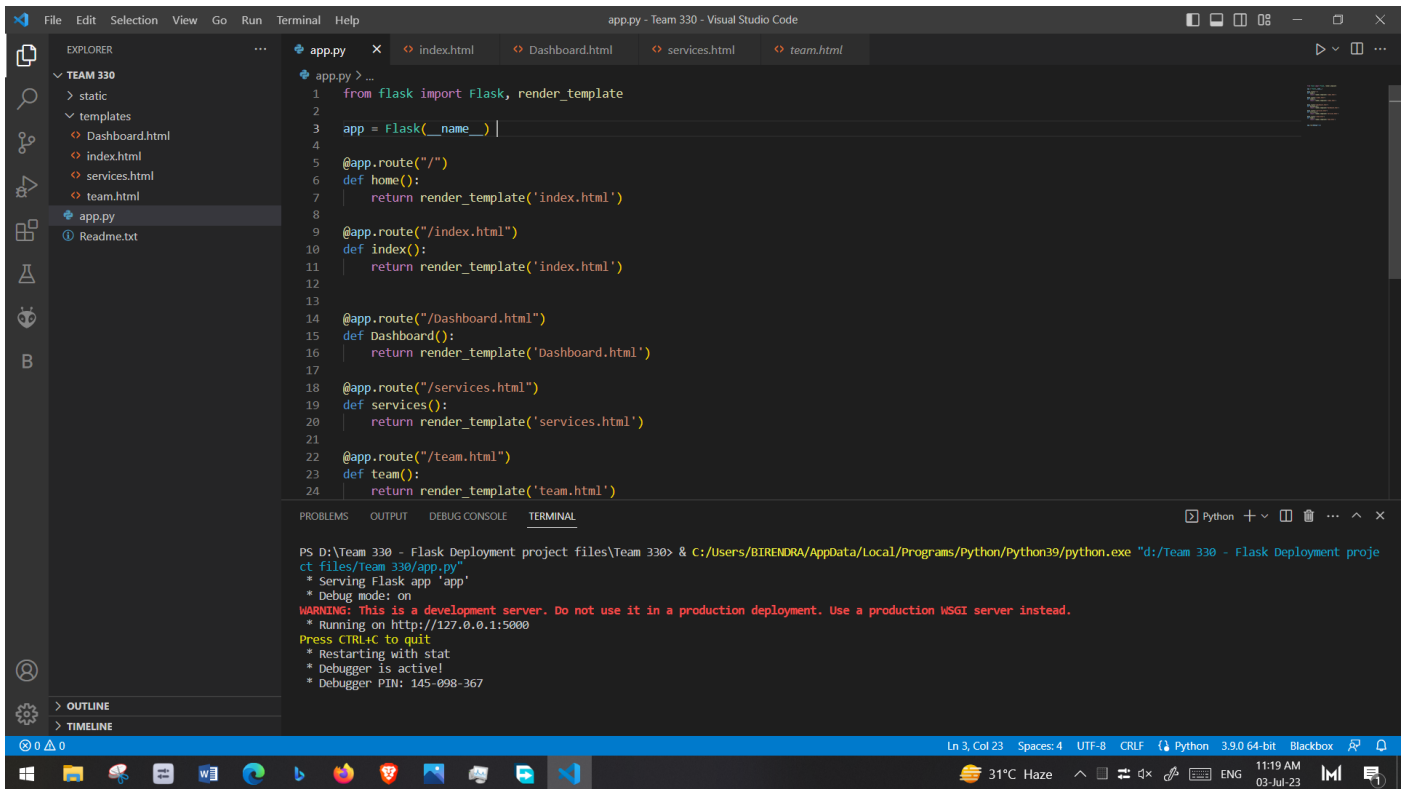 File Edit Selection View Go Run Terminal Help
app.py - Team 330 - Visual Studio Code
EXPLORER
TEAM 330
static
templates
Dashboard.html
index.html
services.html
team.html
app.py
Readme.txt
OUTLINE
TIMELINE
app.py index.html Dashboard.html services.html team.html
app.py > ...
1 from flask import Flask, render_template
2
3 app = Flask(__name__)
4
5 @app.route("/")
6 def home():
7 return render_template('index.html')
8
9 @app.route("/index.html")
10 def index():
11 return render_template('index.html')
12
13
14 @app.route("/Dashboard.html")
15 def Dashboard():
16 return render_template('Dashboard.html')
17
18 @app.route("/services.html")
19 def services():
20 return render_template('services.html')
21
22 @app.route("/team.html")
23 def team():
24 return render_template('team.html')
PROBLEMS OUTPUT DEBUG CONSOLE TERMINAL
Python
PS D:\Team 330 - Flask Deployment project files\Team 330> & C:/Users/BIRENDRA/AppData/Local/Programs/Python/Python39/python.exe "d:/Team 330 - Flask Deployment proje
ct files/Team 330/app.py"
* Serving Flask app 'app'
* Debug mode: on
WARNING: This is a development server. Do not use it in a production deployment. Use a production WSGI server instead.
* Running on http://127.0.0.1:5000
Press CTRL+C to quit
* Restarting with stat
* Debugger is active!
* Debugger PIN: 145-098-367
0 0
Ln 3, Col 23 Spaces: 4 UTF-8 CRLF Python 3.9.0 64-bit Blackbox
31°C Haze ENG 11:19 AM
03-Jul-23